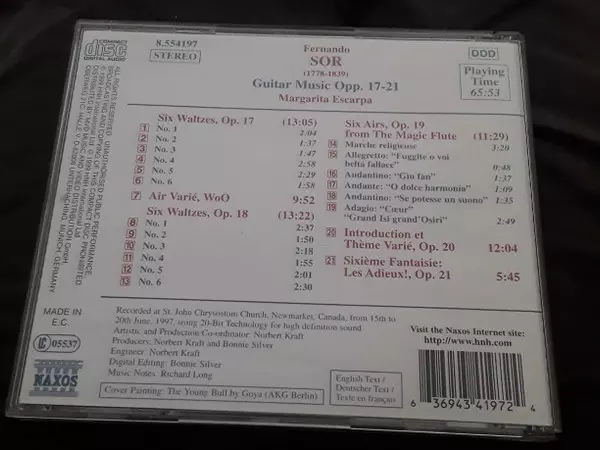 COMPACT
disc
DIGITAL AUDIO
8.554197
STEREO
Fernando
SOR
(1778-1839)
Guitar Music Opp. 17-21
Margarita Escarpa
DDD
Playing
Time
65:53
Six Waltzes, Op. 17 (13:05)
1 No. 1 2:04
2 No. 2 1:37
3 No. 3 1:47
4 No. 4 2:29
5 No. 5 1:58
6 No. 6 2:58
7 Air Varié, WoO 9:52
Six Waltzes, Op. 18 (13:22)
8 No. 1 2:37
9 No. 2 1:30
10 No. 3
11 No. 4
12 No. 5 2:01
13 No. 6 2:30
Six Airs, Op. 19
from The Magic Flute (11:29)
14 Marche religieuse 3:20
15 Allegretto: "Fuggite o voi
beltà fallace" 0:48
16 Andantino: "Giu fan" 1:37
17 Andante: "O dolce harmonia" 1:09
18 Andantino: "Se potesse un suono" 1:35
19 Adagio: "Cœur"
"Grand Isi grand'Osiri" 2:49
20 Introduction et
Thème Varié, Op. 20 12:04
21 Sixième Fantaisie:
Les Adieux!, Op. 21 5:45
Recorded at St. John Chrysostom Church, Newmarket, Canada, from 15th to
20th June, 1997, using 20-Bit Technology for high definition sound.
Artistic and Production Co-ordinator: Norbert Kraft
Producers: Norbert Kraft and Bonnie Silver
Engineer: Norbert Kraft
Digital Editing: Bonnie Silver
Music Notes: Richard Long
Cover Painting: The Young Bull by Goya (AKG Berlin)
MADE IN
E.C.
LC 05537
NAXOS
English Text /
Deutscher Text /
Texte en français
Visit the Naxos Internet site:
http://www.hnh.com
6 36943 41972 4